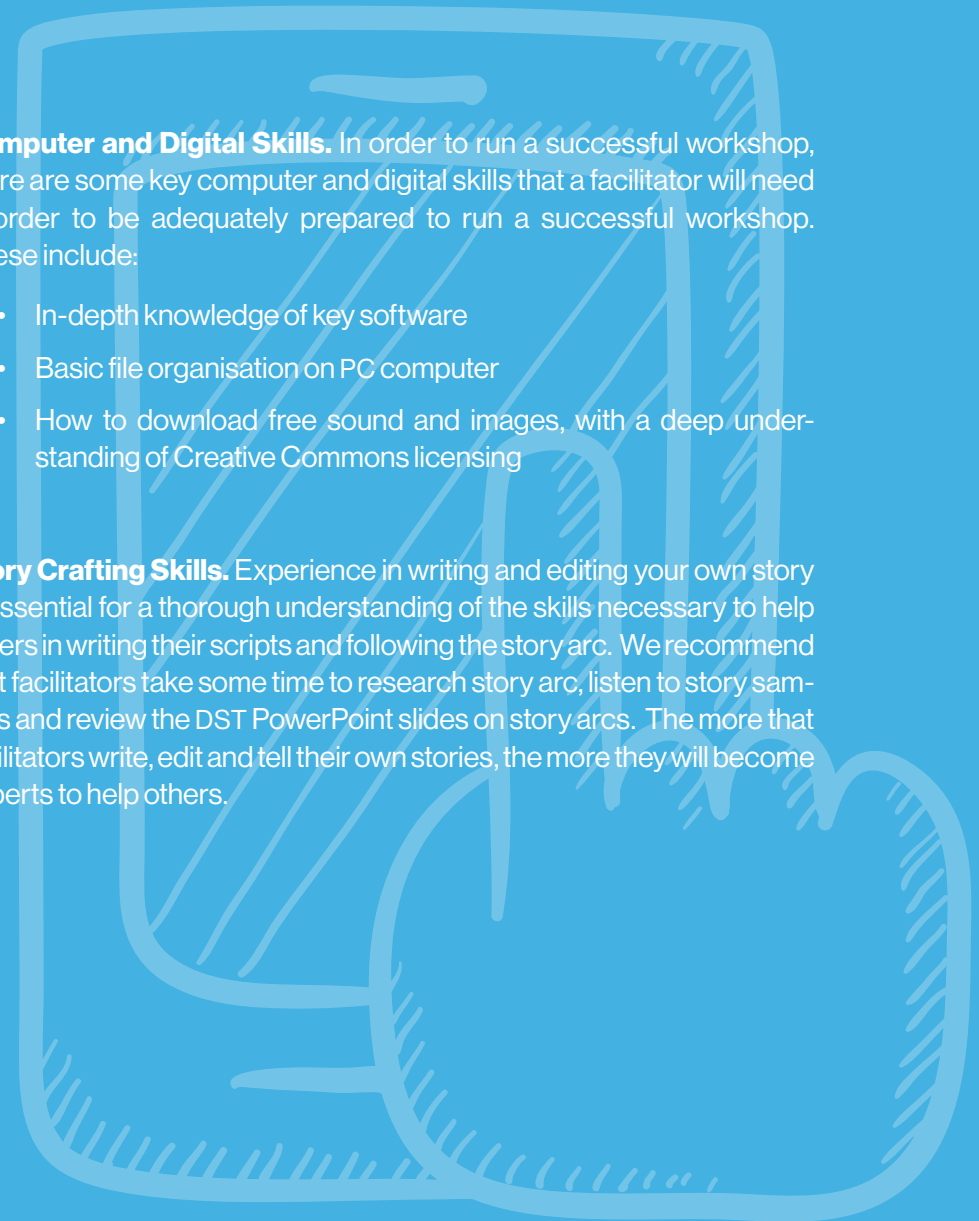 mputer and Digital Skills. In order to run a successful workshop,
re are some key computer and digital skills that a facilitator will need
order to be adequately prepared to run a successful workshop.
ese include:
• In-depth knowledge of key software
• Basic file organisation on PC computer
• How to download free sound and images, with a deep under-
standing of Creative Commons licensing
ory Crafting Skills. Experience in writing and editing your own story
ssential for a thorough understanding of the skills necessary to help
ers in writing their scripts and following the story arc. We recommend
t facilitators take some time to research story arc, listen to story sam-
s and review the DST PowerPoint slides on story arcs. The more that
ilitators write, edit and tell their own stories, the more they will become
perts to help others.